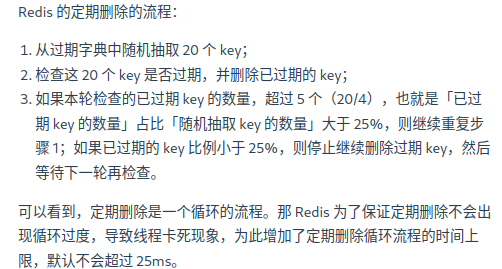 Redis 的定期删除的流程：
1. 从过期字典中随机抽取 20 个 key；
2. 检查这 20 个 key 是否过期，并删除已过期的 key；
3. 如果本轮检查的已过期 key 的数量，超过 5 个（20/4），也就是「已过
期 key 的数量」占比「随机抽取 key 的数量」大于 25%，则继续重复步
骤 1；如果已过期的 key 比例小于 25%，则停止继续删除过期 key，然后
等待下一轮再检查。
可以看到，定期删除是一个循环的流程。那 Redis 为了保证定期删除不会出
现循环过度，导致线程卡死现象，为此增加了定期删除循环流程的时间上
限，默认不会超过 25ms。